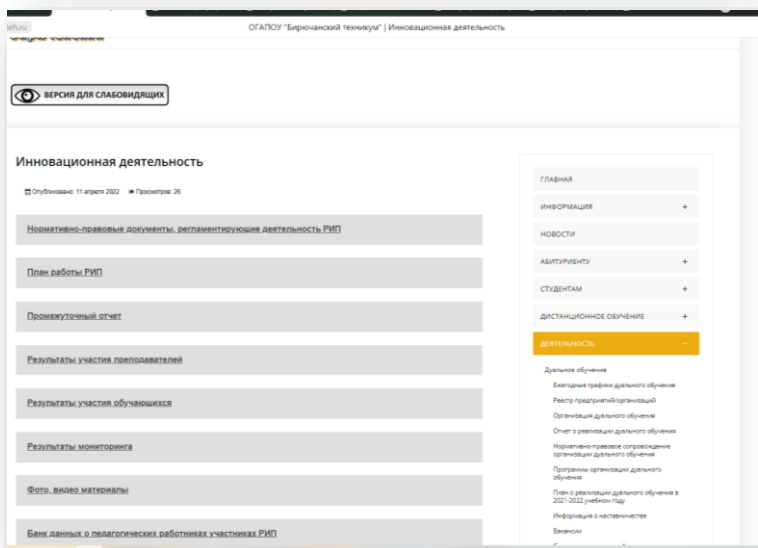 ОГАПОУ "Бирючанский техникум" | Инновационная деятельность
ВЕРСИЯ ДЛЯ СЛАБОВИДЯЩИХ
Инновационная деятельность
Опубликовано: 11 апреля 2022 Просмотров: 26
Нормативно-правовые документы, регламентирующие деятельность РИП
План работы РИП
Промежуточный отчет
Результаты участия преподавателей
Результаты участия обучающихся
Результаты мониторинга
Фото, видео материалы
Банк данных о педагогических работниках участниках РИП
ГЛАВНАЯ
ИНФОРМАЦИЯ +
НОВОСТИ
АБИТУРИЕНТУ +
СТУДЕНТАМ +
ДИСТАНЦИОННОЕ ОБУЧЕНИЕ +
ДЕЯТЕЛЬНОСТЬ −
Дуальное обучение
Ежегодные графики дуального обучения
Реестр предприятий/организаций
Организация дуального обучения
Отчет о реализации дуального обучения
Нормативно-правовое сопровождение
организации дуального обучения
Программы организации дуального
обучения
План о реализации дуального обучения в
2021-2022 учебном году
Информация о наставничестве
Вакансии